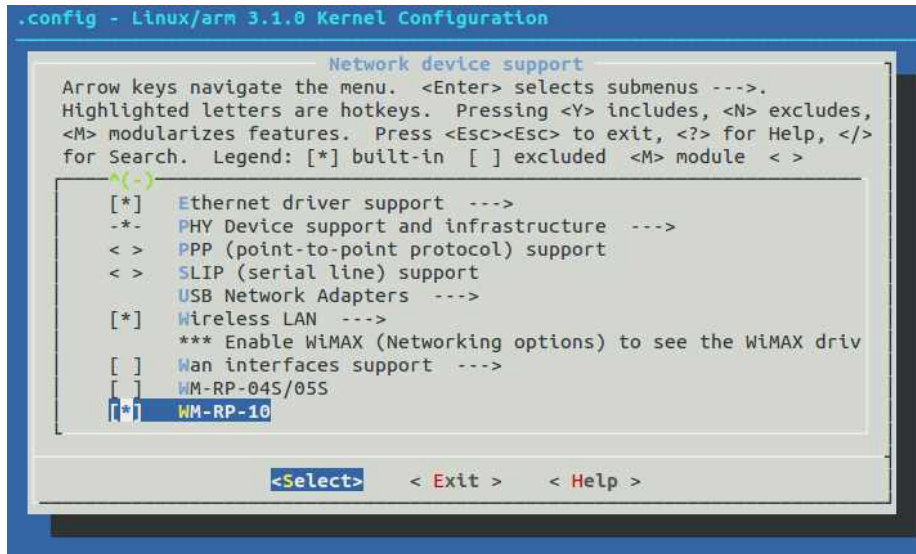 .config - Linux/arm 3.1.0 Kernel Configuration
Network device support
Arrow keys navigate the menu. <Enter> selects submenus --->.
Highlighted letters are hotkeys. Pressing <Y> includes, <N> excludes,
<M> modularizes features. Press <Esc><Esc> to exit, <?> for Help, </>
for Search. Legend: [*] built-in [ ] excluded <M> module < >
^(-)
[*] Ethernet driver support --->
-*- PHY Device support and infrastructure --->
< > PPP (point-to-point protocol) support
< > SLIP (serial line) support
USB Network Adapters --->
[*] Wireless LAN --->
*** Enable WiMAX (Networking options) to see the WiMAX driv
[ ] Wan interfaces support --->
[ ] WM-RP-04S/05S
[*] WM-RP-10
<Select> < Exit > < Help >